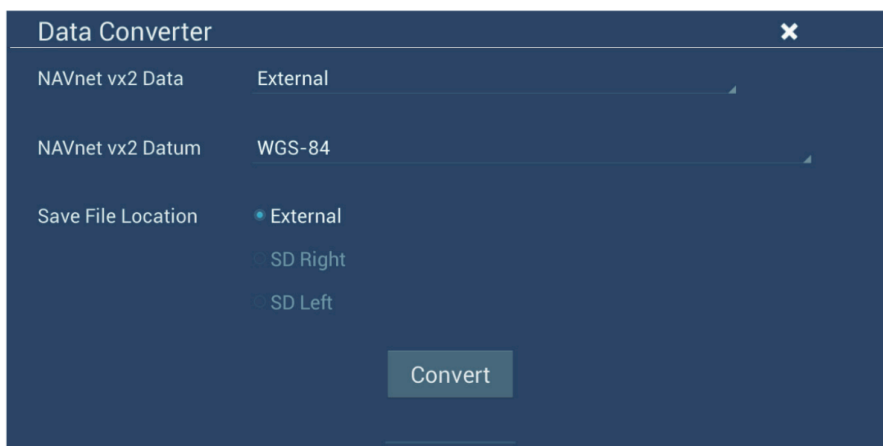 Data Converter
NAVnet vx2 Data External
NAVnet vx2 Datum WGS-84
Save File Location External
SD Right
SD Left
Convert